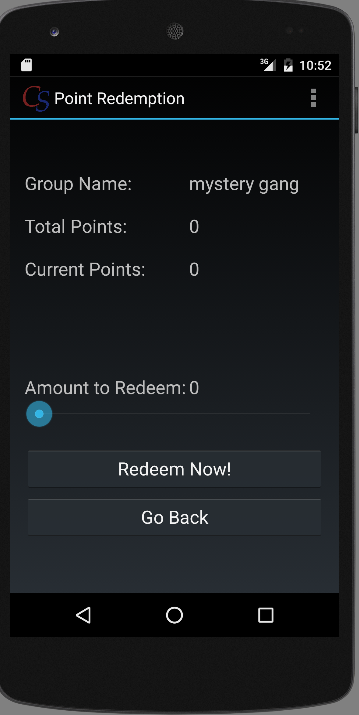 3G 10:52
CS Point Redemption
Group Name: mystery gang
Total Points: 0
Current Points: 0
Amount to Redeem: 0
Redeem Now!
Go Back